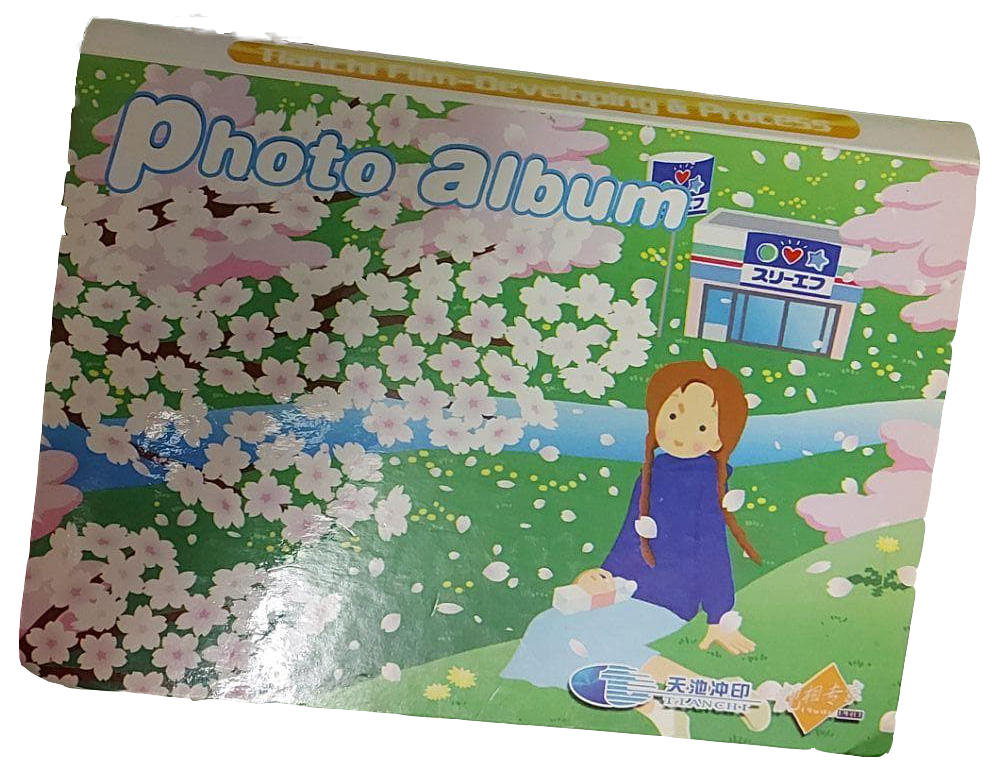 Tianchi Film-Developing & Process
Photo album
スリーエフ
天池冲印
TIANCHI